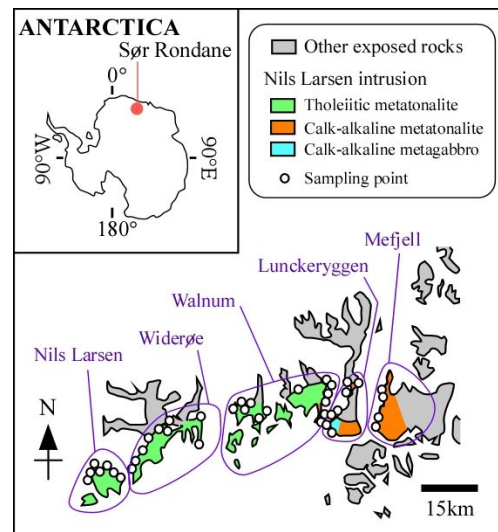 ANTARCTICA
Sør Rondane
0°
90°W
90°E
180°
Other exposed rocks
Nils Larsen intrusion
Tholeiitic metatonalite
Calk-alkaline metatonalite
Calk-alkaline metagabbro
Sampling point
Mefjell
Lunckeryggen
Walnum
Widerøe
Nils Larsen
N
15km